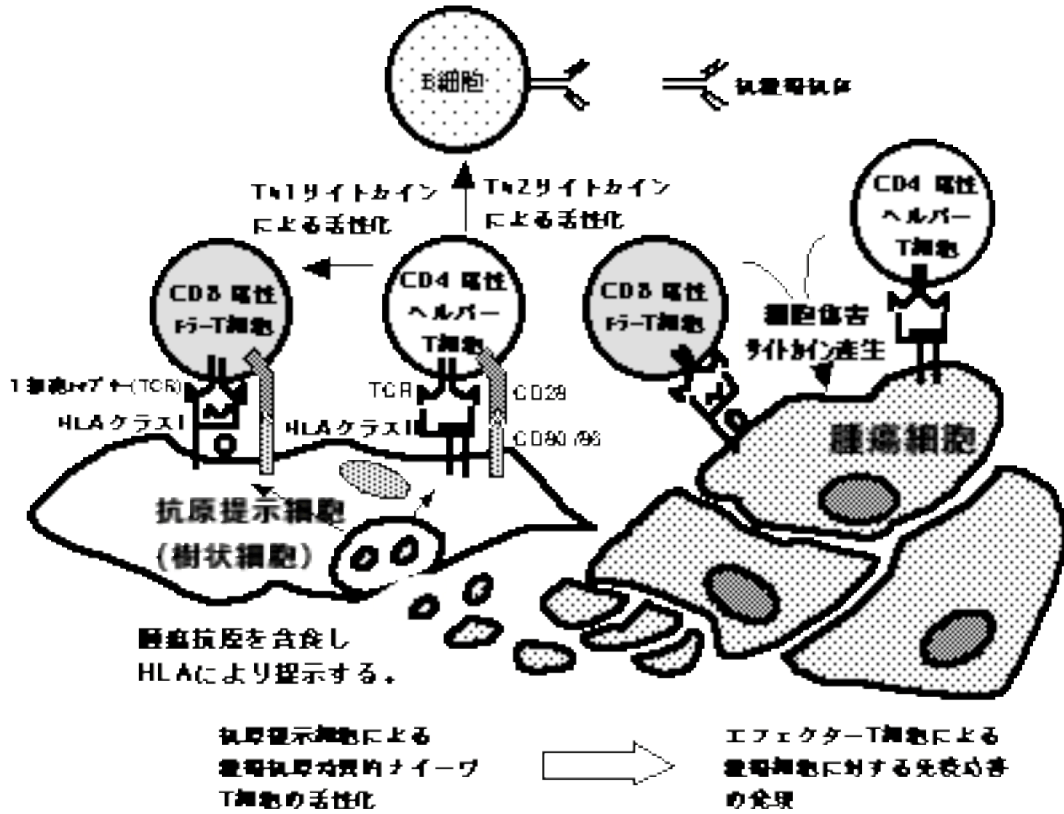 B細胞
抗腫瘍抗体
Th1サイトカイン
による活性化
Th2サイトカイン
による活性化
CD4 陽性
ヘルパー
T細胞
CD8 陽性
キラーT細胞
CD4 陽性
ヘルパー
T細胞
CD8 陽性
キラーT細胞
細胞傷害
サイトカイン産生
T細胞レセプター(TCR)
TCR
CD28
HLAクラスI
HLAクラスII
CD80/86
腫瘍細胞
抗原提示細胞
(樹状細胞)
腫瘍抗原を貪食し
HLAにより提示する。
抗原提示細胞による
腫瘍抗原特異的ナイーブ
T細胞の活性化
エフェクターT細胞による
腫瘍細胞に対する免疫応答
の発現